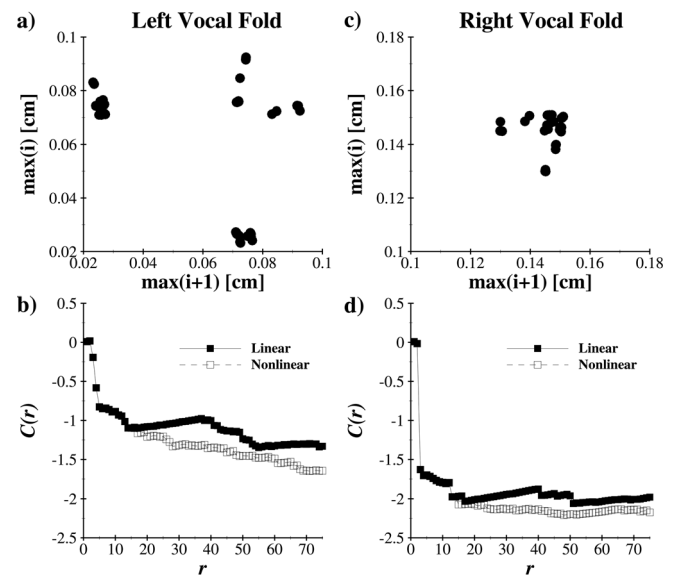 a) Left Vocal Fold
c) Right Vocal Fold
0.1
0.08
0.06
0.04
0.02
max(i) [cm]
0.02 0.04 0.06 0.08 0.1
max(i+1) [cm]
0.18
0.16
0.14
0.12
0.1
max(i) [cm]
0.1 0.12 0.14 0.16 0.18
max(i+1) [cm]
b)
0.5
0
-0.5
-1
-1.5
-2
-2.5
C(r)
Linear
Nonlinear
0 10 20 30 40 50 60 70
r
d)
0.5
0
-0.5
-1
-1.5
-2
-2.5
C(r)
Linear
Nonlinear
0 10 20 30 40 50 60 70
r